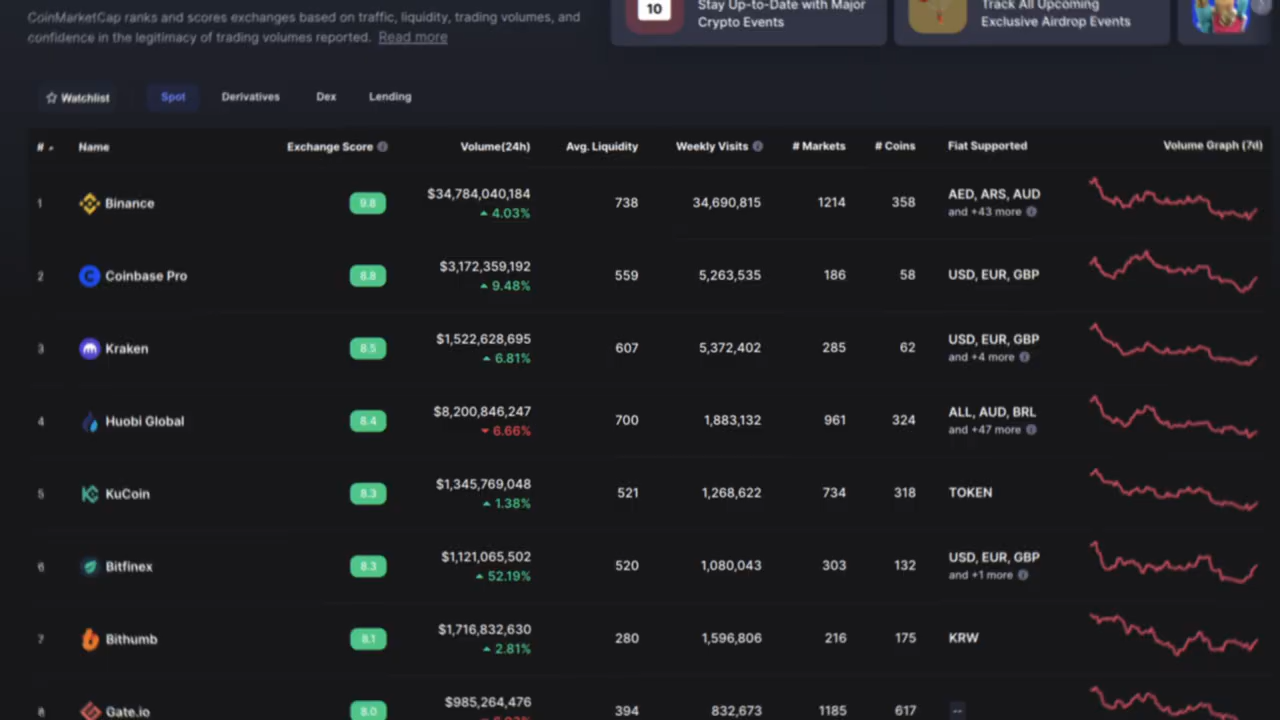 CoinMarketCap ranks and scores exchanges based on traffic, liquidity, trading volumes, and
confidence in the legitimacy of trading volumes reported. Read more
10
Stay Up-to-Date with Major
Crypto Events
Track All Upcoming
Exclusive Airdrop Events
Watchlist Spot Derivatives Dex Lending
# Name Exchange Score Volume(24h) Avg. Liquidity Weekly Visits # Markets # Coins Fiat Supported Volume Graph (7d)
1 Binance 9.8 $34,784,040,184 738 34,690,815 1214 358 AED, ARS, AUD
4.03% and +43 more
2 Coinbase Pro 8.8 $3,172,359,192 559 5,263,535 186 58 USD, EUR, GBP
9.48%
3 Kraken 8.5 $1,522,628,695 607 5,372,402 285 62 USD, EUR, GBP
6.81% and +4 more
4 Huobi Global 8.4 $8,200,846,247 700 1,883,132 961 324 ALL, AUD, BRL
6.66% and +47 more
5 KuCoin 8.3 $1,345,769,048 521 1,268,622 734 318 TOKEN
1.38%
6 Bitfinex 8.3 $1,121,065,502 520 1,080,043 303 132 USD, EUR, GBP
52.19% and +1 more
7 Bithumb 8.1 $1,716,832,630 280 1,596,806 216 175 KRW
2.81%
8 Gate.io 8.0 $985,264,476 394 832,673 1185 617 --